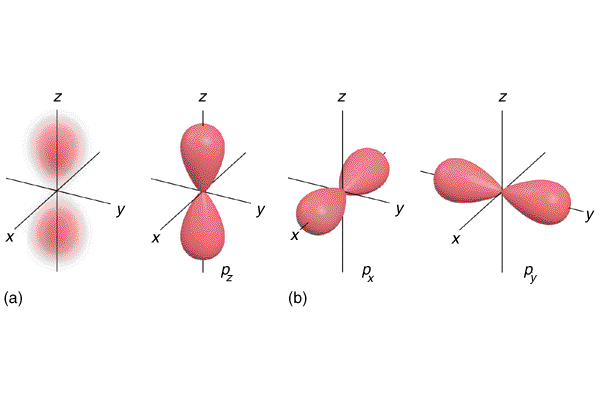 z z z z
y y y y
x x x x
p_z p_x p_y
(a) (b)